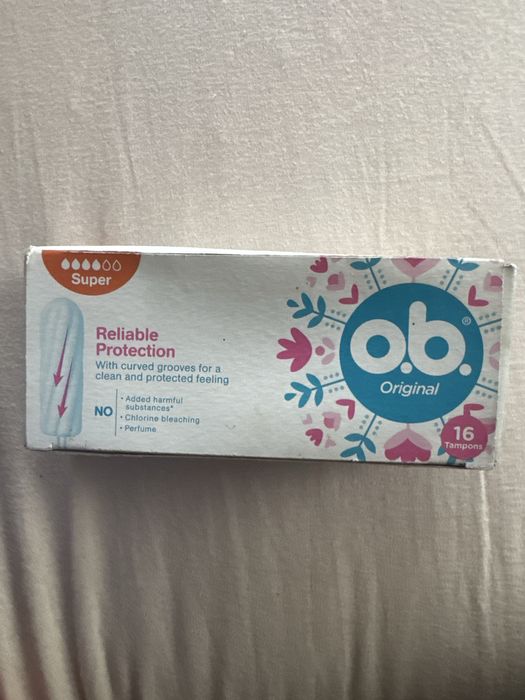 Super
Reliable
Protection
With curved grooves for a
clean and protected feeling
NO
• Added harmful
substances*
• Chlorine bleaching
• Perfume
o.b.®
Original
16
Tampons